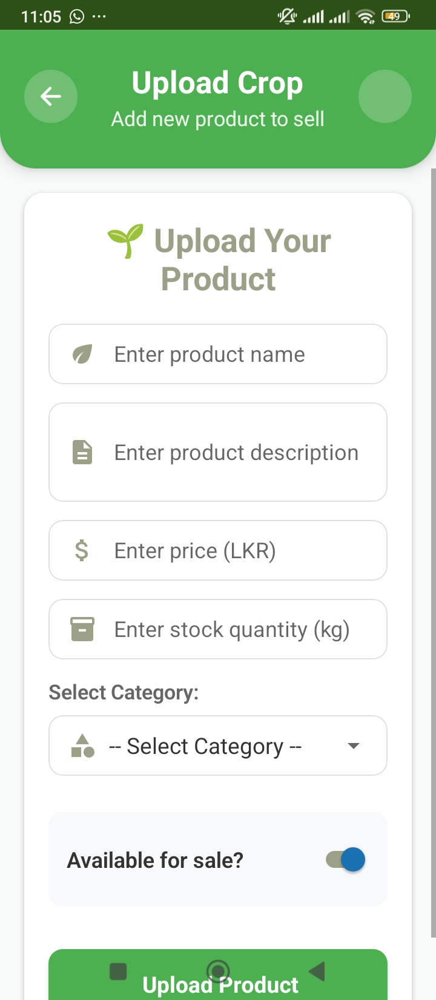 11:05
49
Upload Crop
Add new product to sell
🌱 Upload Your
Product
Enter product name
Enter product description
$ Enter price (LKR)
Enter stock quantity (kg)
Select Category:
-- Select Category --
Available for sale?
Upload Product